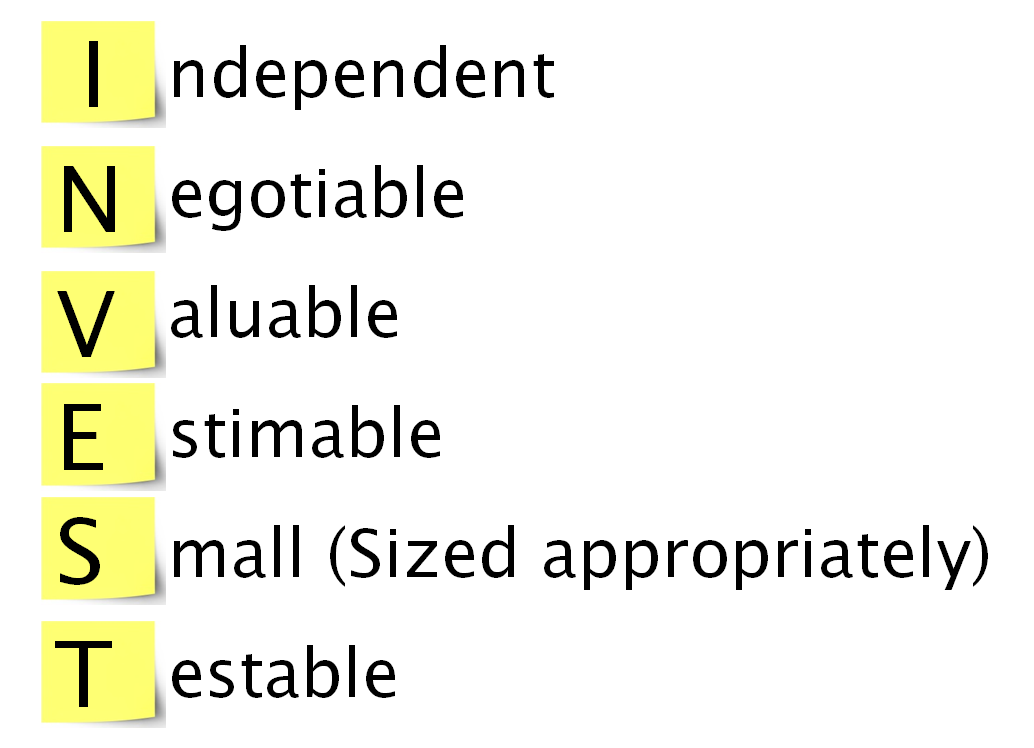 Independent
Negotiable
Valuable
Estimable
Small (Sized appropriately)
Testable